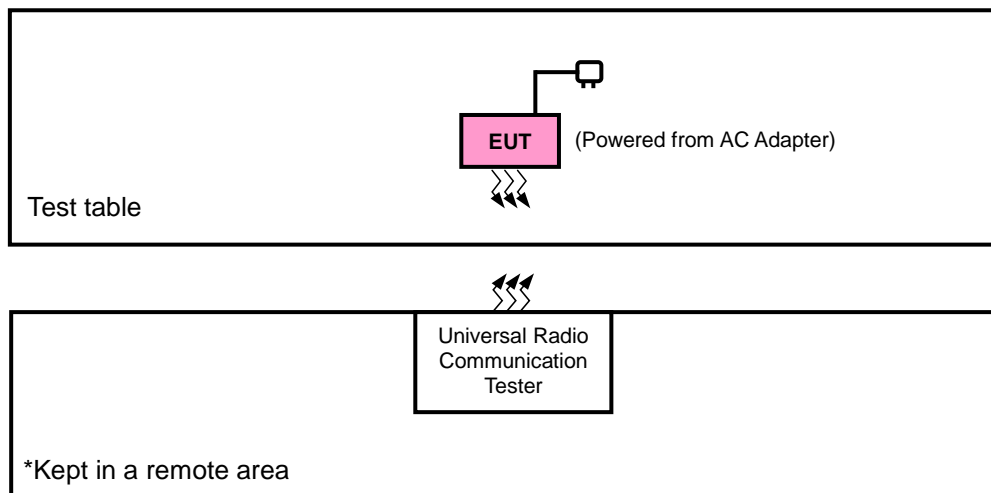 EUT
(Powered from AC Adapter)
Test table
Universal Radio
Communication
Tester
*Kept in a remote area